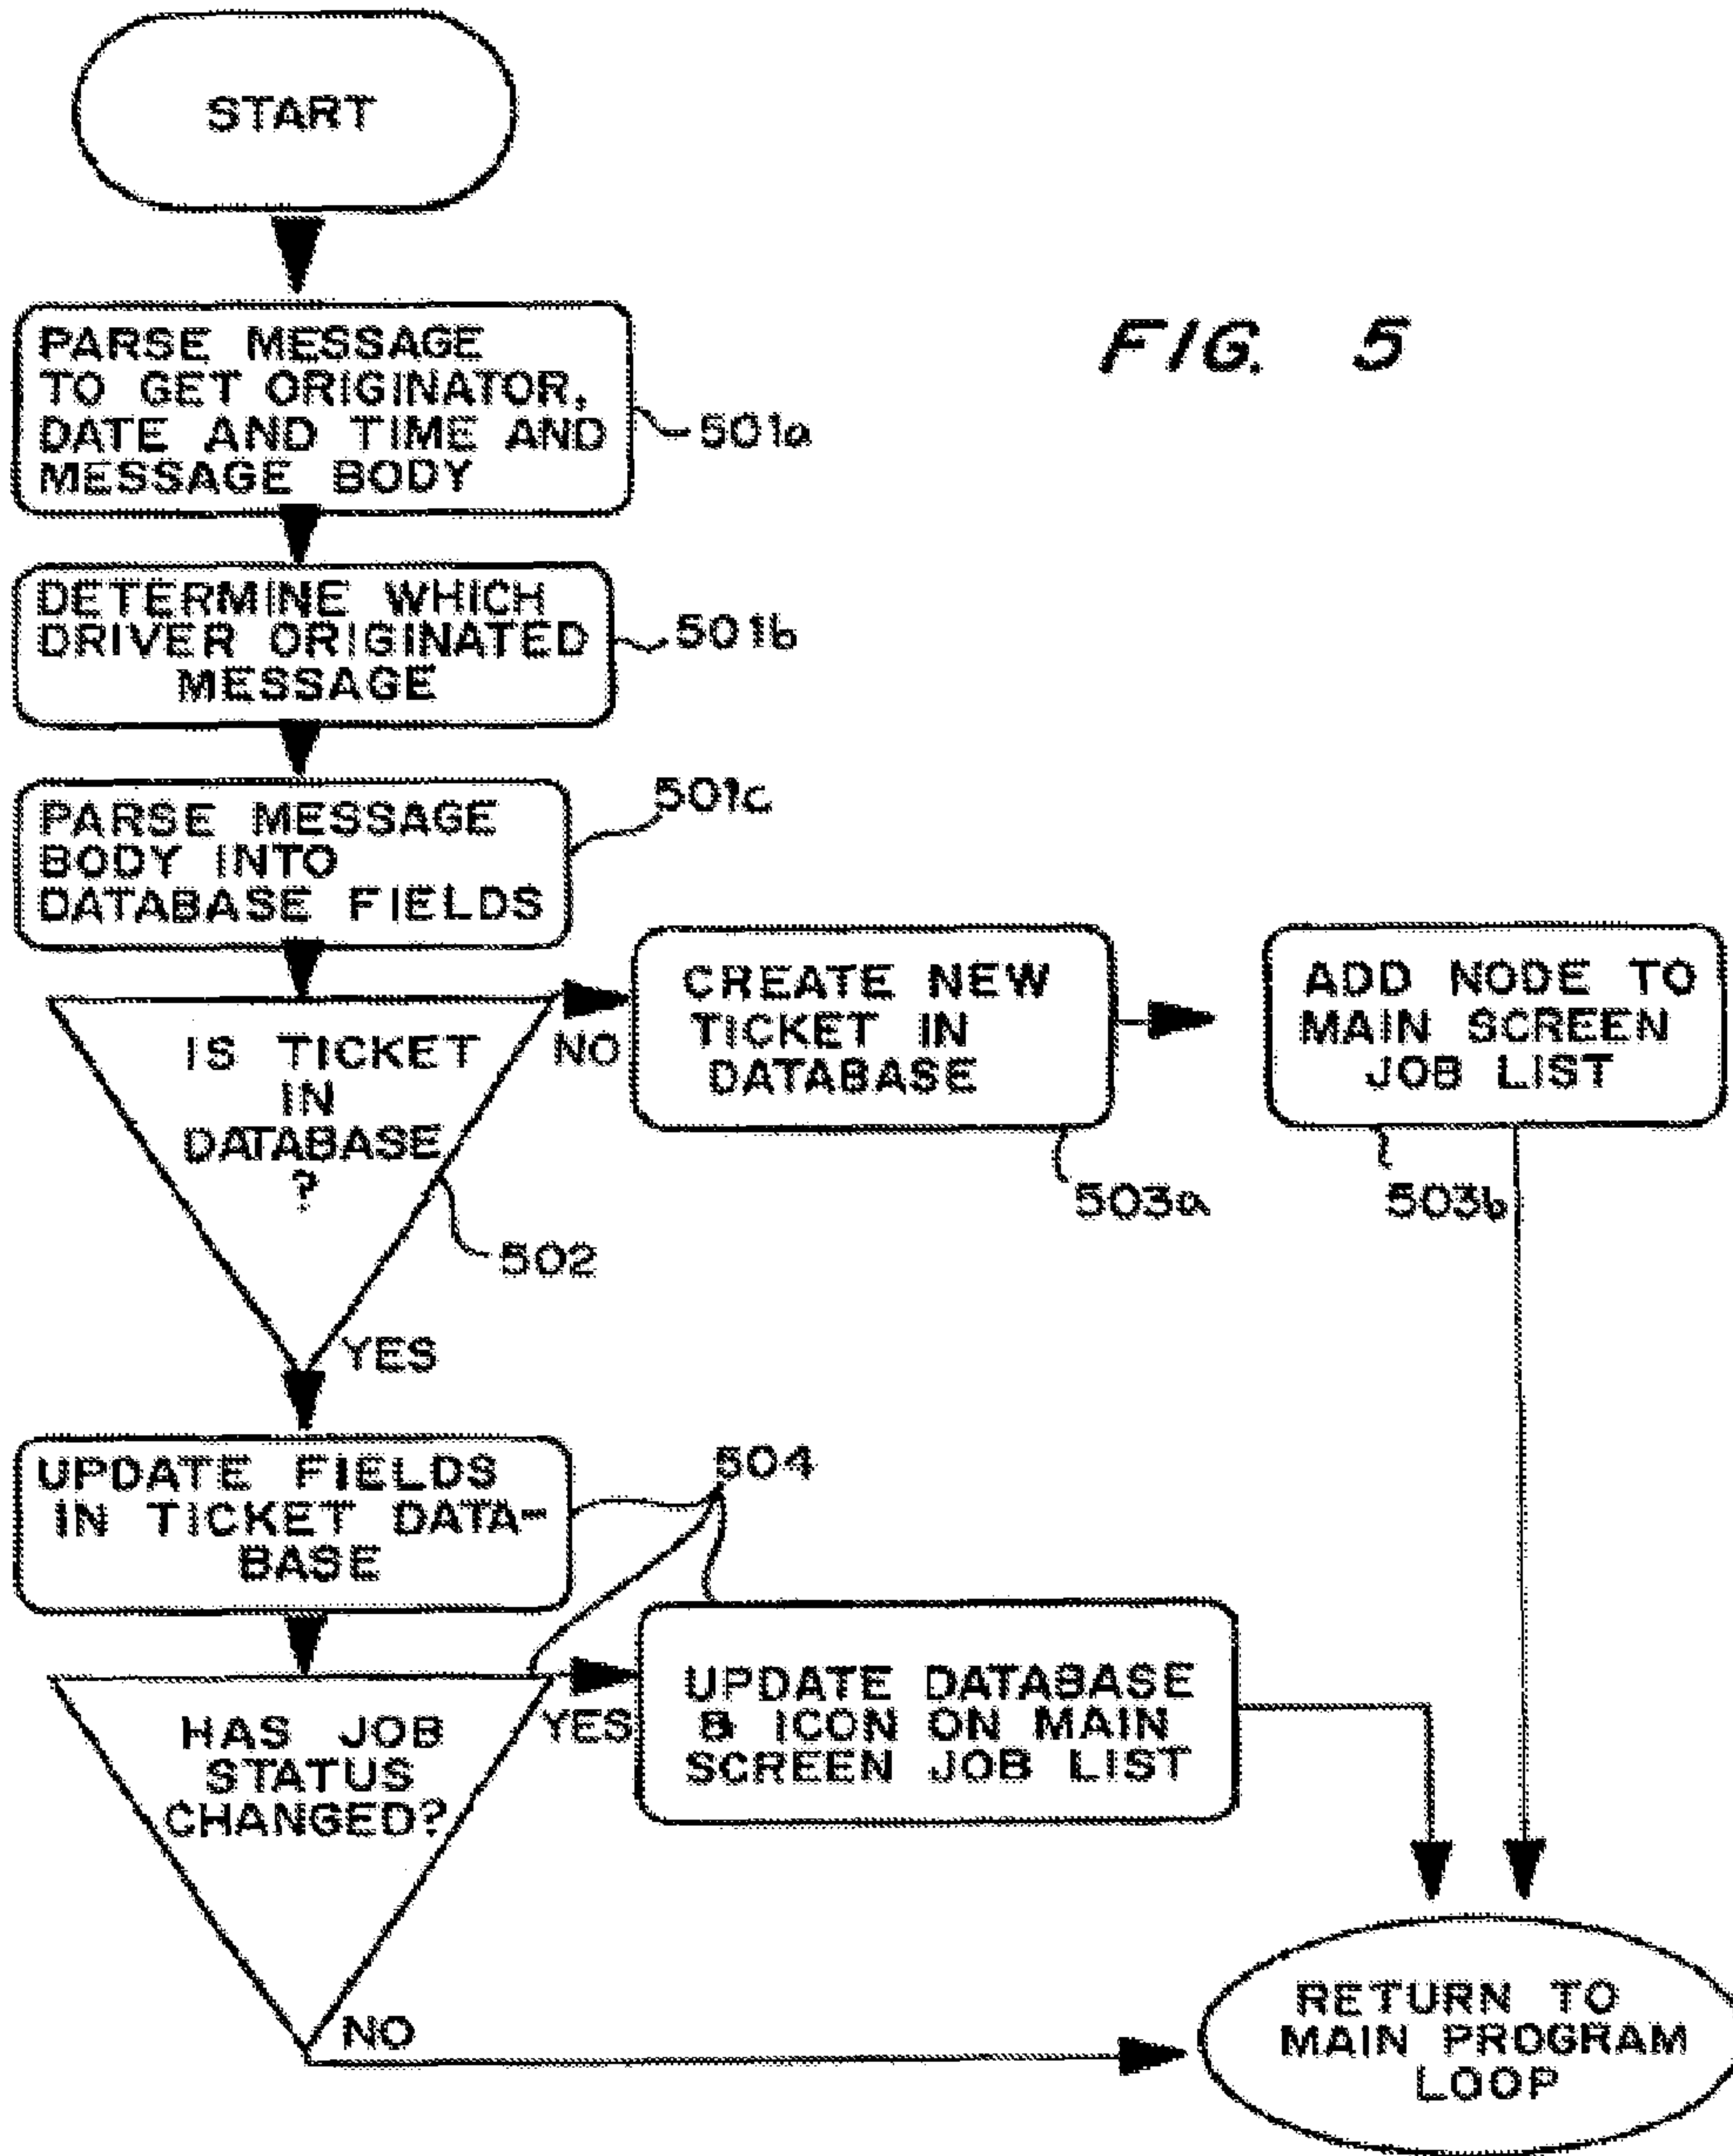 START
FIG. 5
PARSE MESSAGE
TO GET ORIGINATOR,
DATE AND TIME AND
MESSAGE BODY
501a
DETERMINE WHICH
DRIVER ORIGINATED
MESSAGE
501b
PARSE MESSAGE
BODY INTO
DATABASE FIELDS
501c
IS TICKET
IN
DATABASE
?
502
NO
YES
CREATE NEW
TICKET IN
DATABASE
503a
ADD NODE TO
MAIN SCREEN
JOB LIST
503b
UPDATE FIELDS
IN TICKET DATA-
BASE
504
HAS JOB
STATUS
CHANGED?
YES
NO
UPDATE DATABASE
& ICON ON MAIN
SCREEN JOB LIST
RETURN TO
MAIN PROGRAM
LOOP